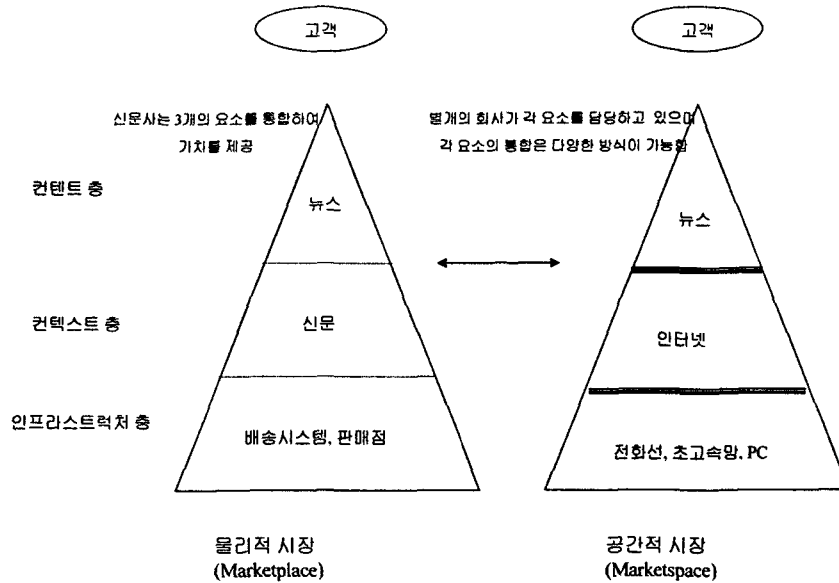 고객
고객
신문사는 3개의 요소를 통합하여
가치를 제공
별개의 회사가 각 요소를 담당하고 있으며
각 요소의 통합은 다양한 방식이 가능함
컨텐트 층
뉴스
뉴스
컨텍스트 층
신문
인터넷
인프라스트럭처 층
배송시스템, 판매점
전화선, 초고속망, PC
물리적 시장
(Marketplace)
공간적 시장
(Marketspace)